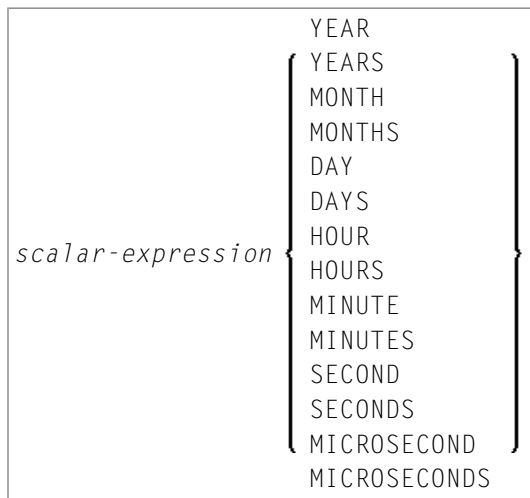 YEAR
YEARS
MONTH
MONTHS
DAY
DAYS
HOUR
scalar-expression
HOURS
MINUTE
MINUTES
SECOND
SECONDS
MICROSECOND
MICROSECONDS